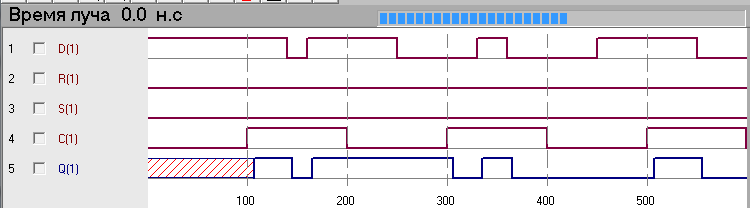 Время луча 0.0 н.с
1 D(1)
2 R(1)
3 S(1)
4 C(1)
5 Q(1)
100 200 300 400 500